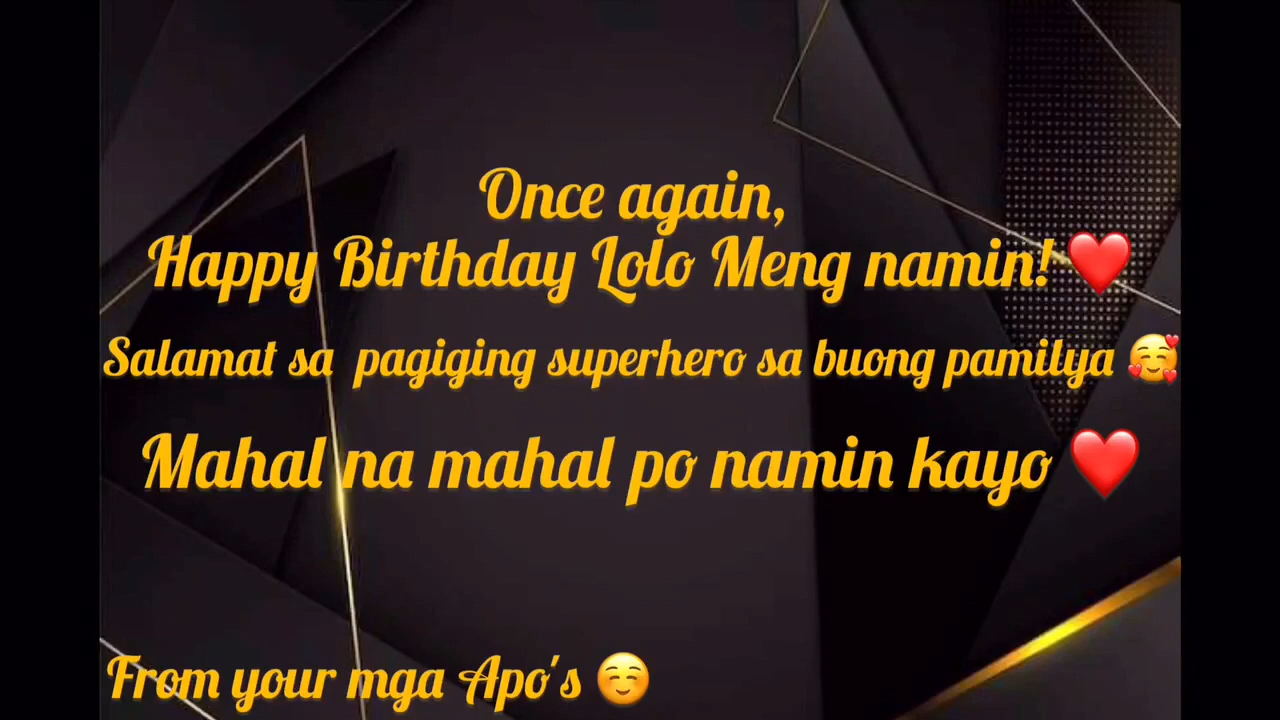 Once again,
Happy Birthday Lolo Meng namin! ❤️
Salamat sa pagiging superhero sa buong pamilya 🥰
Mahal na mahal po namin kayo ❤️
From your mga Apo's ☺️